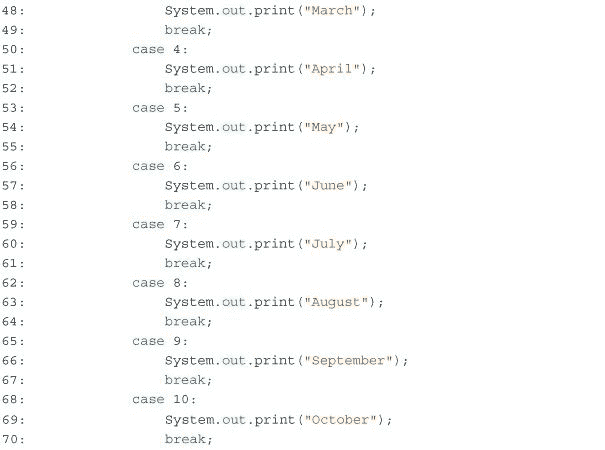 48:                 System.out.print("March");
49:                 break;
50:             case 4:
51:                 System.out.print("April");
52:                 break;
53:             case 5:
54:                 System.out.print("May");
55:                 break;
56:             case 6:
57:                 System.out.print("June");
58:                 break;
59:             case 7:
60:                 System.out.print("July");
61:                 break;
62:             case 8:
63:                 System.out.print("August");
64:                 break;
65:             case 9:
66:                 System.out.print("September");
67:                 break;
68:             case 10:
69:                 System.out.print("October");
70:                 break;